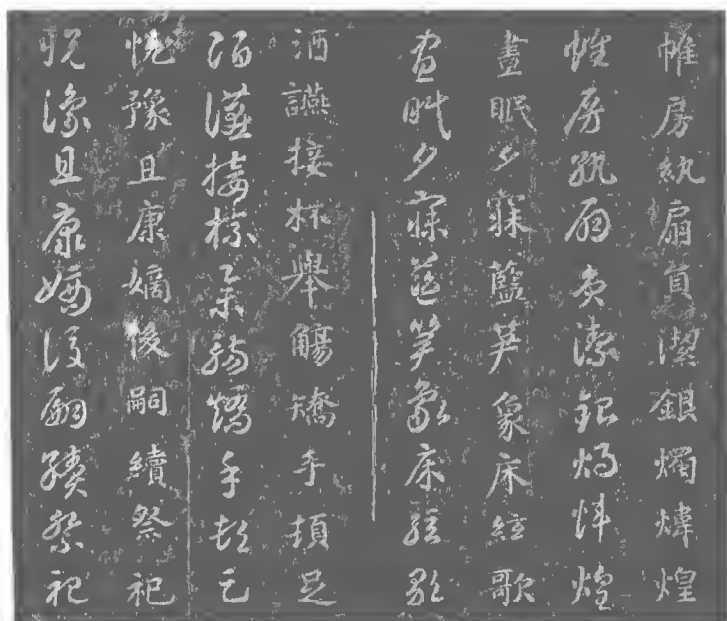 帷房紈扇員潔銀燭煒煌
帷房紈扇員潔銀燭煒煌
晝眠夕寐藍笋象床絃歌
晝眠夕寐藍笋象床絃歌
酒讌接杯舉觴矯手頓足
酒讌接杯舉觴矯手頓足
悅豫且康嫡後嗣續祭祀
悅豫且康嫡後嗣續祭祀